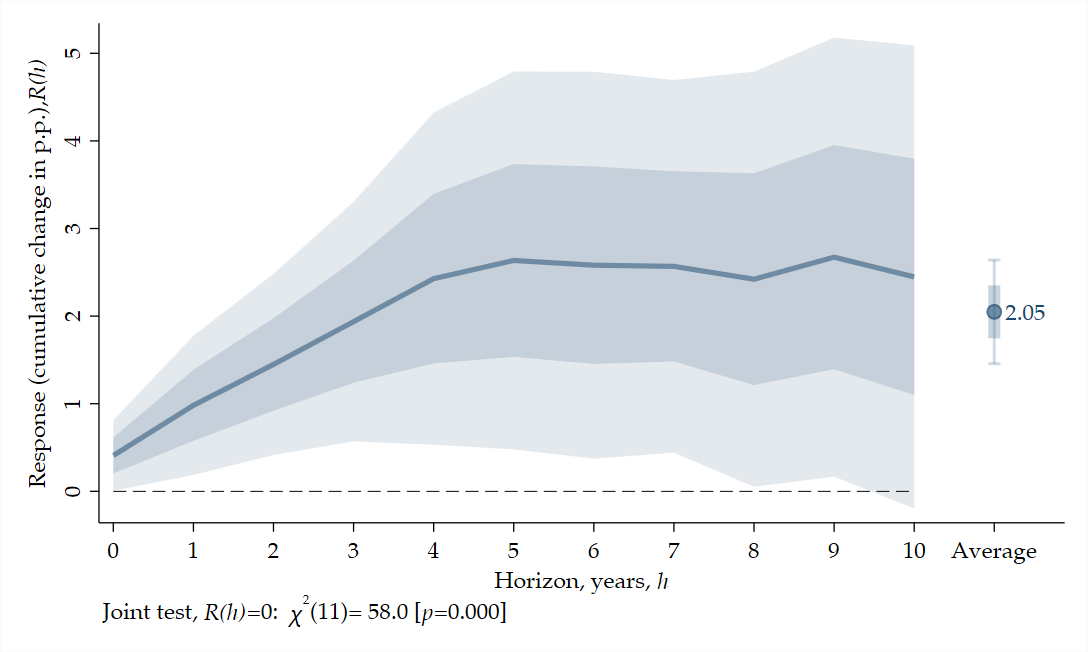 Response (cumulative change in p.p.),R(h)
5
4
3
2
1
0
2.05
0 1 2 3 4 5 6 7 8 9 10 Average
Horizon, years, h
Joint test, R(h)=0: χ²(11)= 58.0 [p=0.000]